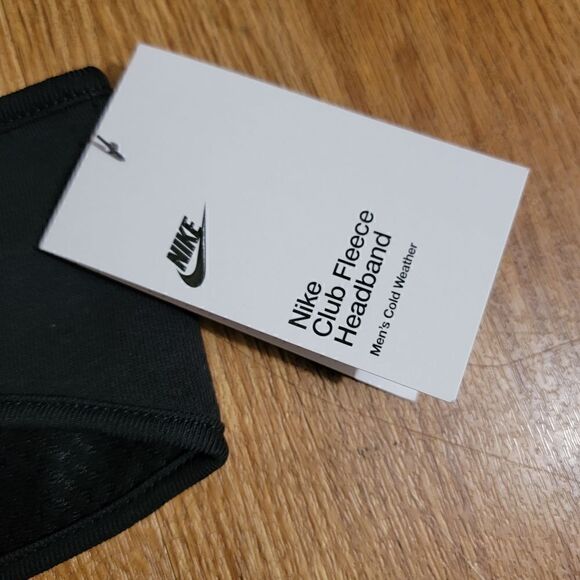 NIKE
Nike
Club Fleece
Headband
Men's Cold Weather